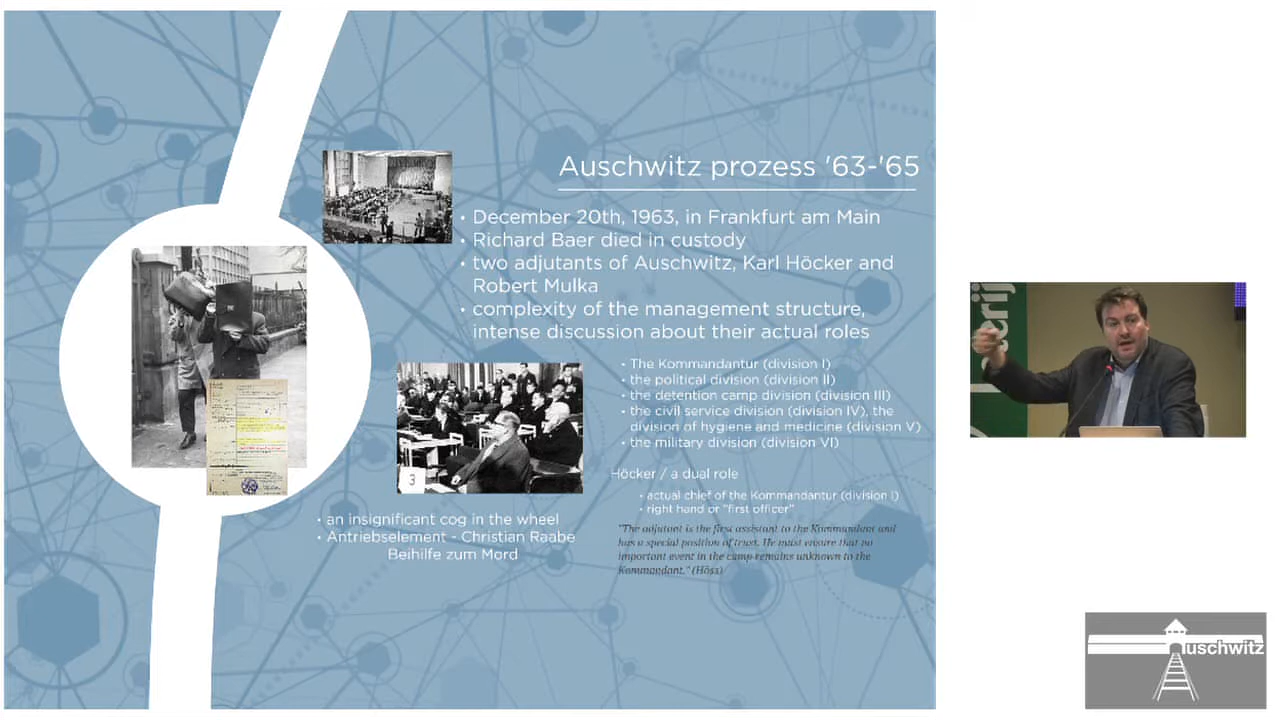 Auschwitz prozess '63-'65
• December 20th, 1963, in Frankfurt am Main
• Richard Baer died in custody
• two adjutants of Auschwitz, Karl Höcker and
Robert Mulka
• complexity of the management structure,
intense discussion about their actual roles
• The Kommandantur (division I)
• the political division (division II)
• the detention camp division (division III)
• the civil service division (division IV), the
division of hygiene and medicine (division V)
• the military division (division VI)
Höcker / a dual role
• actual chief of the Kommandantur (division I)
• right hand or "first officer"
"The adjutant is the first assistant to the Kommandant and
has a special position of trust. He must ensure that no
important event in the camp remains unknown to the
Kommandant." (Höss)
3
• an insignificant cog in the wheel
• Antriebselement - Christian Raabe
Beihilfe zum Mord
erij
uschwitz